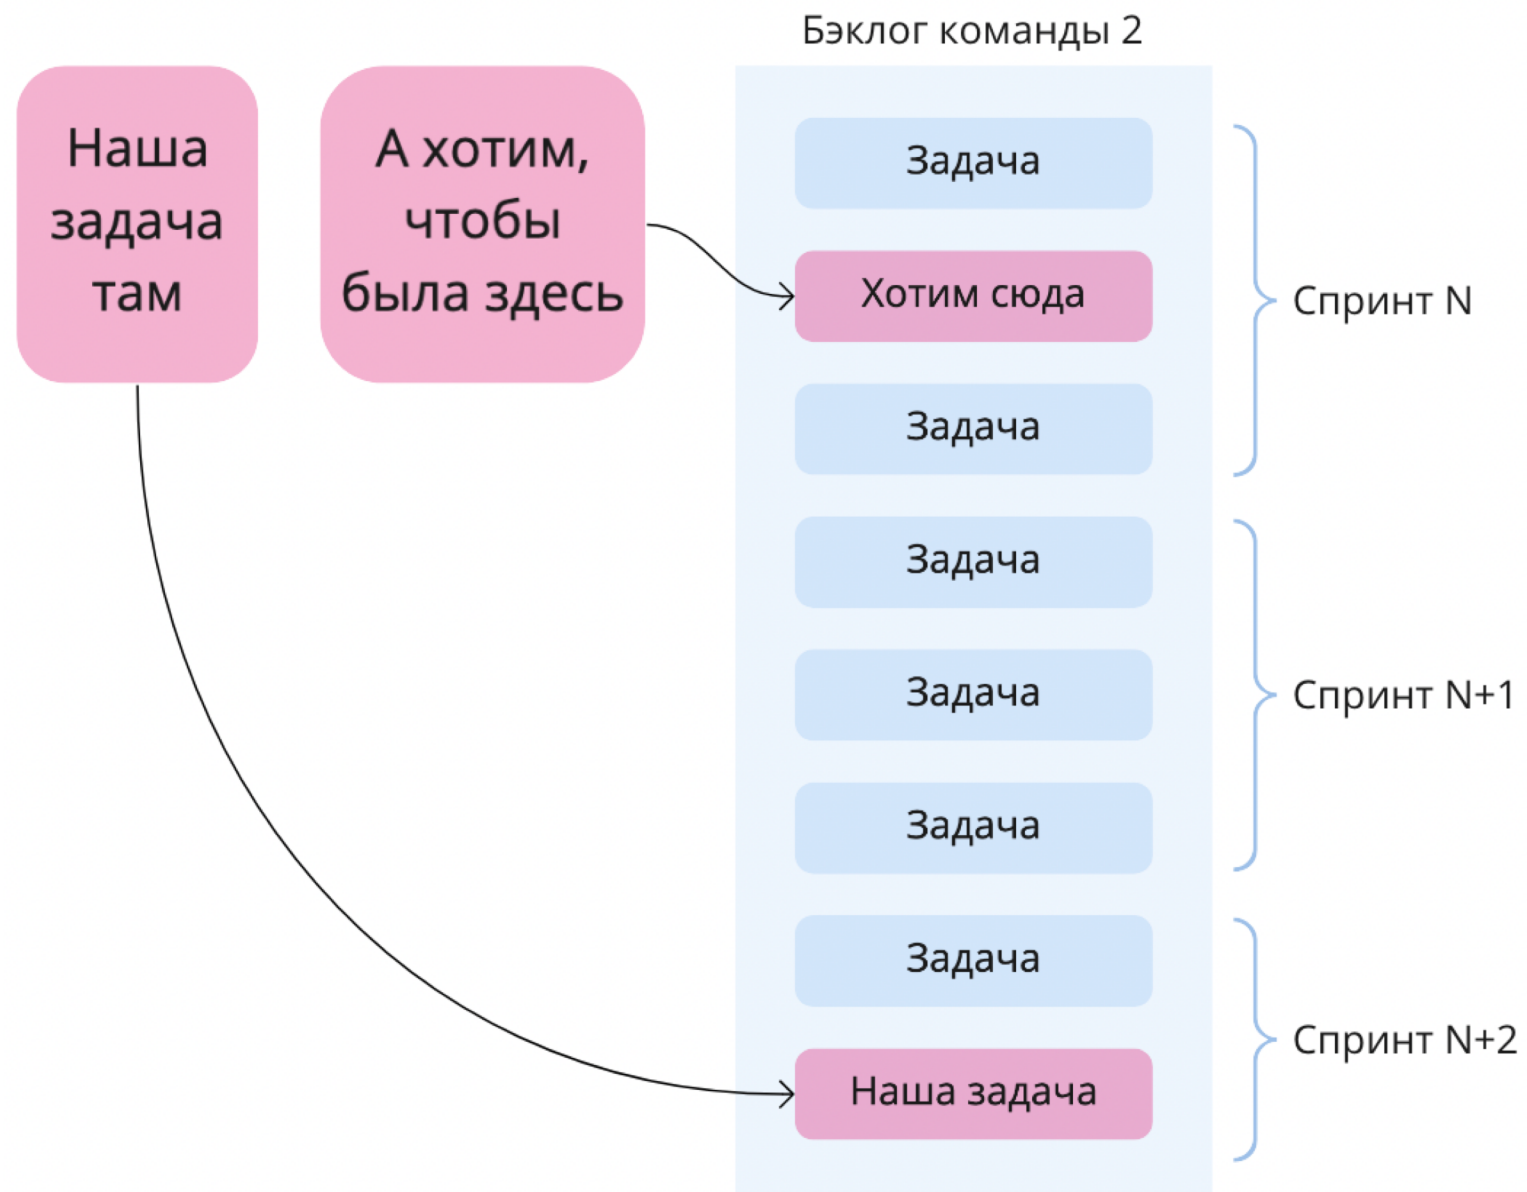 Бэклог команды 2
Наша
задача
там
А хотим,
чтобы
была здесь
Задача
Хотим сюда
Задача
Спринт N
Задача
Задача
Задача
Спринт N+1
Задача
Наша задача
Спринт N+2